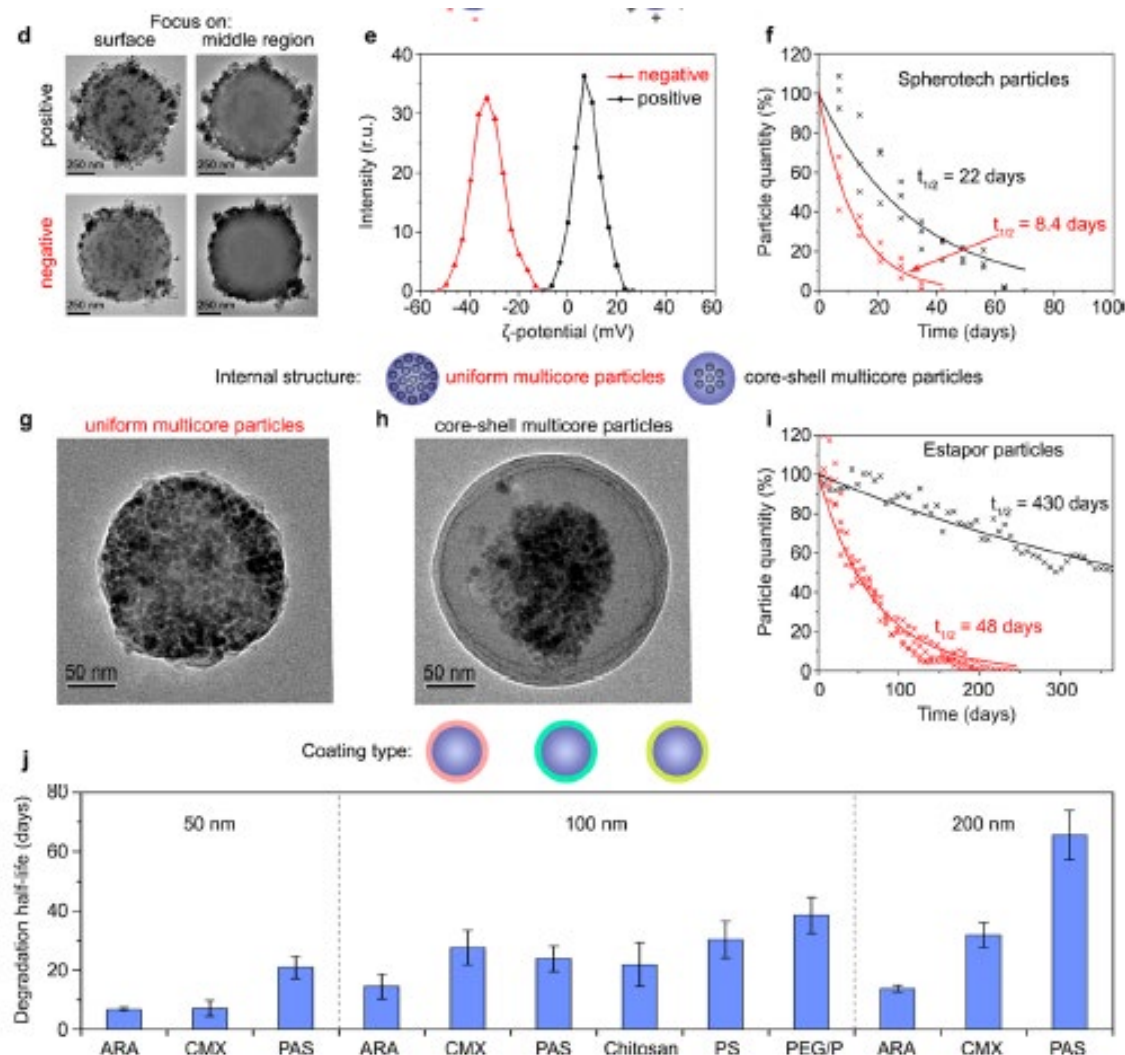 d
Focus on:
surface
middle region
positive
250 nm
250 nm
negative
250 nm
250 nm
e
40
30
20
10
0
Intensity (r.u.)
negative
positive
-60 -40 -20 0 20 40 60
ζ-potential (mV)
f
120
100
80
60
40
20
0
Particle quantity (%)
Spherotech particles
t1/2 = 22 days
t1/2 = 8.4 days
0 20 40 60 80 100
Time (days)
Internal structure:
uniform multicore particles
core-shell multicore particles
g
uniform multicore particles
50 nm
h
core-shell multicore particles
50 nm
i
120
100
80
60
40
20
0
Particle quantity (%)
Estapor particles
t1/2 = 430 days
t1/2 = 48 days
0 100 200 300
Time (days)
Coating type:
j
80
60
40
20
0
Degradation half-life (days)
50 nm
100 nm
200 nm
ARA CMX PAS ARA CMX PAS Chitosan PS PEG/P ARA CMX PAS